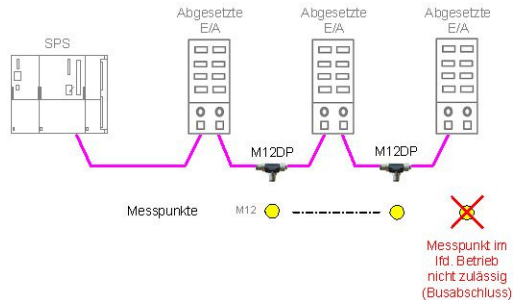 SPS
Abgesetzte
E/A
Abgesetzte
E/A
Abgesetzte
E/A
M12DP
M12DP
Messpunkte
M12
Messpunkt im
lfd. Betrieb
nicht zulässig
(Busabschluss)